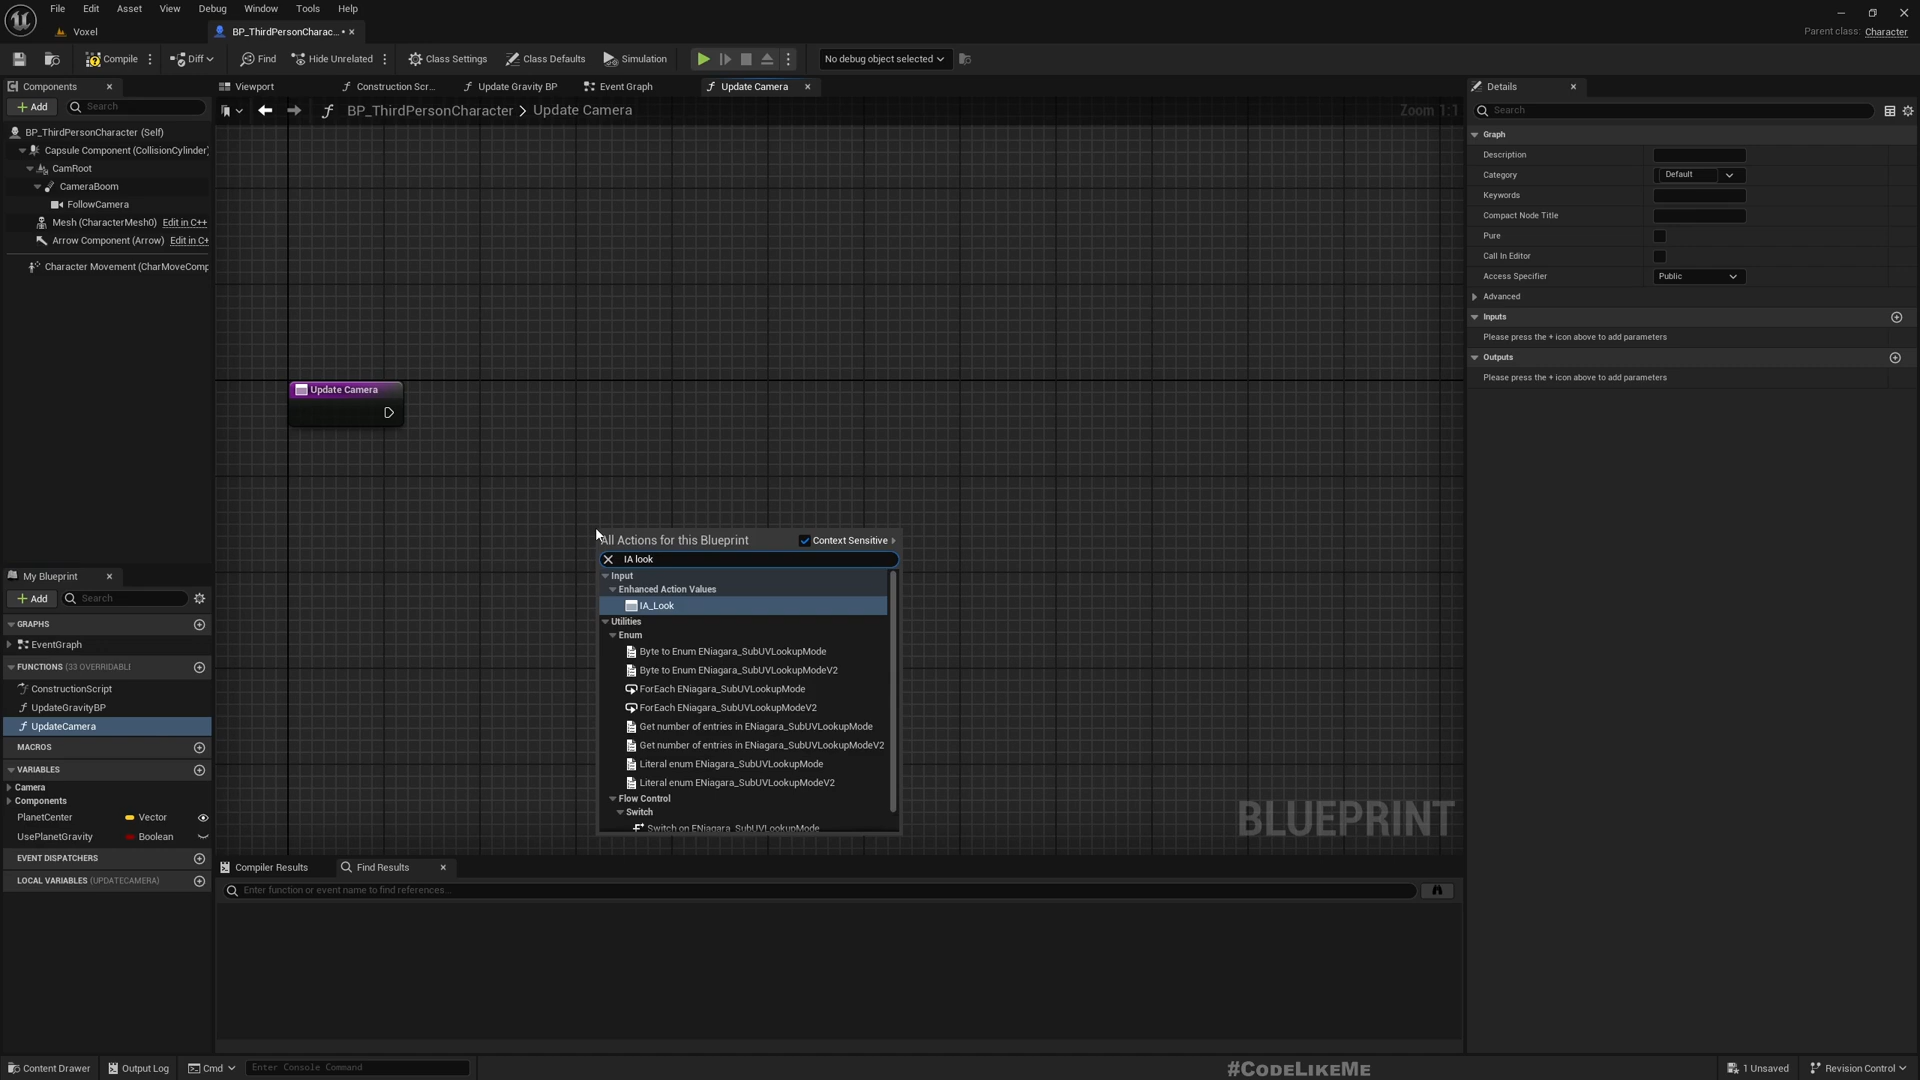 File Edit Asset View Debug Window Tools Help
Voxel
BP_ThirdPersonCharac... •
Parent class: Character
Compile
Diff
Find
Hide Unrelated
Class Settings
Class Defaults
Simulation
No debug object selected
Components
Add
Search
BP_ThirdPersonCharacter (Self)
Capsule Component (CollisionCylinder)
CamRoot
CameraBoom
FollowCamera
Mesh (CharacterMesh0) Edit in C++
Arrow Component (Arrow) Edit in C+
Character Movement (CharMoveComp
Viewport
Construction Scr...
Update Gravity BP
Event Graph
Update Camera
BP_ThirdPersonCharacter > Update Camera
Zoom 1:1
Update Camera
All Actions for this Blueprint
Context Sensitive
IA look
Input
Enhanced Action Values
IA_Look
Utilities
Enum
Byte to Enum ENiagara_SubUVLookupMode
Byte to Enum ENiagara_SubUVLookupModeV2
ForEach ENiagara_SubUVLookupMode
ForEach ENiagara_SubUVLookupModeV2
Get number of entries in ENiagara_SubUVLookupMode
Get number of entries in ENiagara_SubUVLookupModeV2
Literal enum ENiagara_SubUVLookupMode
Literal enum ENiagara_SubUVLookupModeV2
Flow Control
Switch
Switch on ENiagara_SubUVLookupMode
BLUEPRINT
My Blueprint
Add
Search
GRAPHS
EventGraph
FUNCTIONS (33 OVERRIDABLI
ConstructionScript
UpdateGravityBP
UpdateCamera
MACROS
VARIABLES
Camera
Components
PlanetCenter Vector
UsePlanetGravity Boolean
EVENT DISPATCHERS
LOCAL VARIABLES (UPDATECAMERA)
Compiler Results
Find Results
Enter function or event name to find references...
Details
Search
Graph
Description
Category Default
Keywords
Compact Node Title
Pure
Call In Editor
Access Specifier Public
Advanced
Inputs
Please press the + icon above to add parameters
Outputs
Please press the + icon above to add parameters
Content Drawer
Output Log
Cmd
Enter Console Command
#CODELIKEME
1 Unsaved
Revision Control